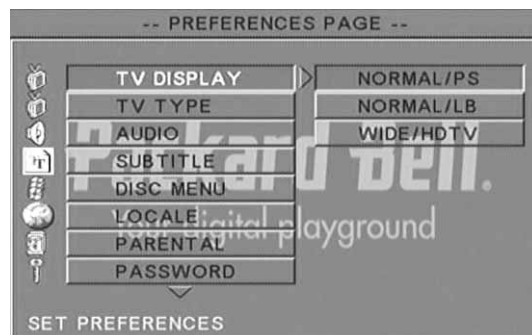 -- PREFERENCES PAGE --
TV DISPLAY
TV TYPE
AUDIO
SUBTITLE
DISC MENU
LOCALE
PARENTAL
PASSWORD
NORMAL/PS
NORMAL/LB
WIDE/HDTV
Packard Bell.
Your digital playground
SET PREFERENCES